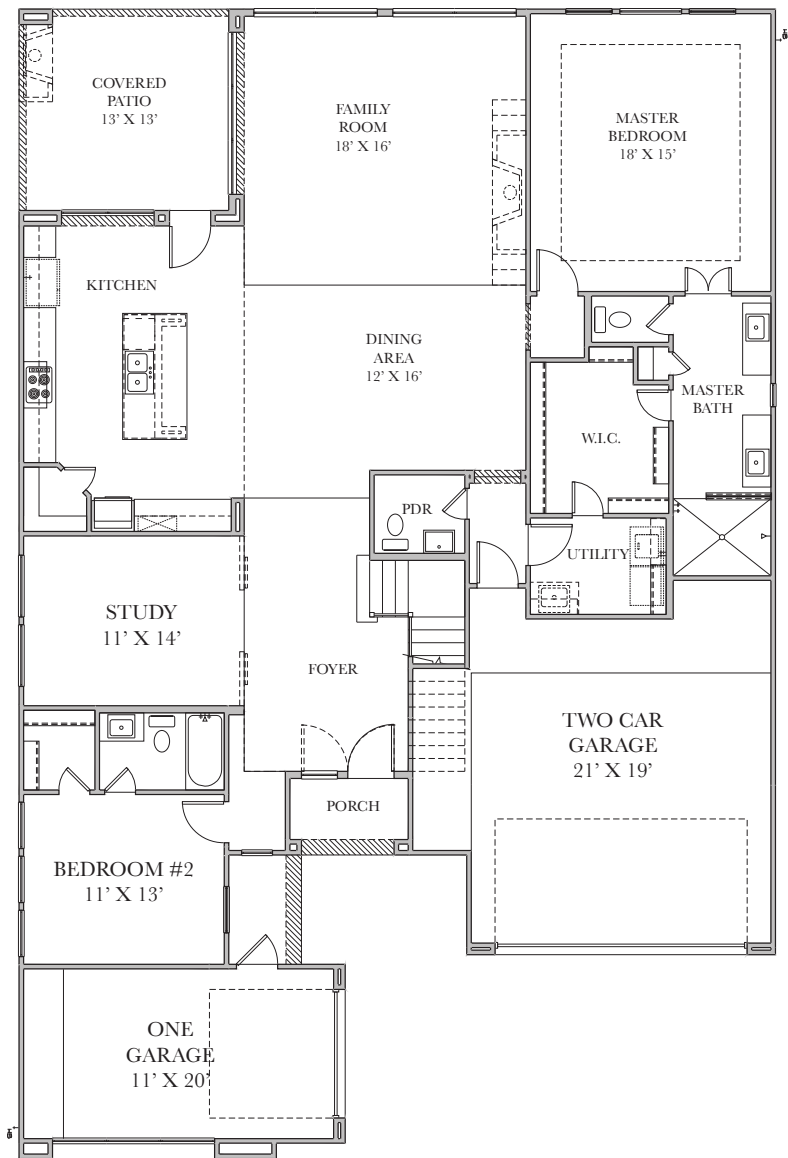 COVERED
PATIO
13’ X 13’
FAMILY
ROOM
18’ X 16’
MASTER
BEDROOM
18’ X 15’
KITCHEN
DINING
AREA
12’ X 16’
MASTER
BATH
W.I.C.
PDR
UTILITY
STUDY
11’ X 14’
FOYER
TWO CAR
GARAGE
21’ X 19’
PORCH
BEDROOM #2
11’ X 13’
ONE
GARAGE
11’ X 20’